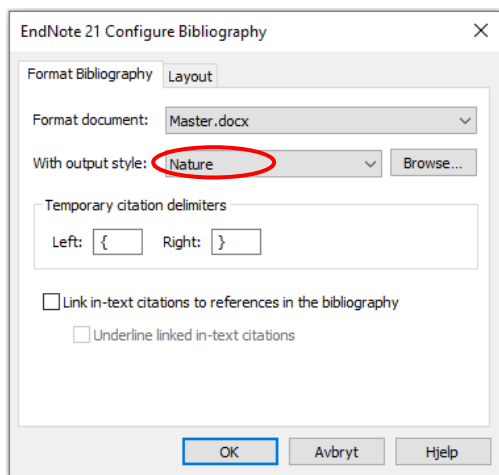 EndNote 21 Configure Bibliography
Format Bibliography Layout
Format document: Master.docx
With output style: Nature Browse...
Temporary citation delimiters
Left: { Right: }
Link in-text citations to references in the bibliography
Underline linked in-text citations
OK Avbryt Hjelp